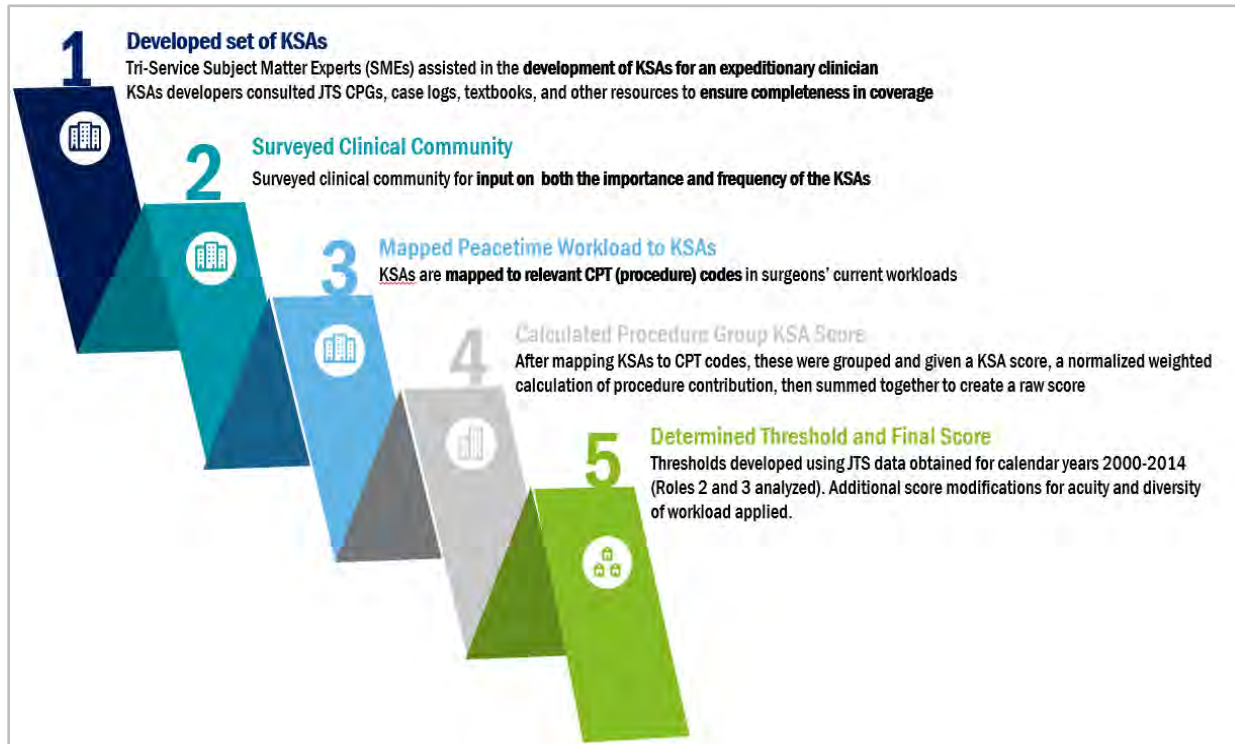 1
Developed set of KSAs
Tri-Service Subject Matter Experts (SMEs) assisted in the development of KSAs for an expeditionary clinician
KSAs developers consulted JTS CPGs, case logs, textbooks, and other resources to ensure completeness in coverage
2
Surveyed Clinical Community
Surveyed clinical community for input on both the importance and frequency of the KSAs
3
Mapped Peacetime Workload to KSAs
KSAs are mapped to relevant CPT (procedure) codes in surgeons' current workloads
4
Calculated Procedure Group KSA Score
After mapping KSAs to CPT codes, these were grouped and given a KSA score, a normalized weighted
calculation of procedure contribution, then summed together to create a raw score
5
Determined Threshold and Final Score
Thresholds developed using JTS data obtained for calendar years 2000-2014
(Roles 2 and 3 analyzed). Additional score modifications for acuity and diversity
of workload applied.